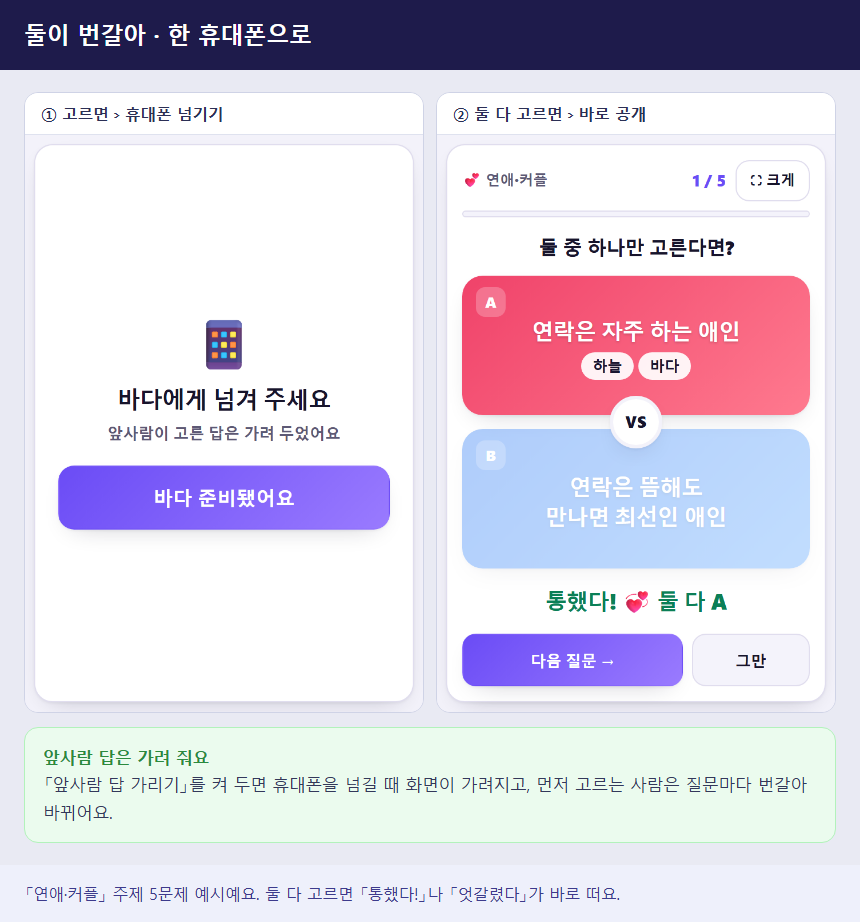 둘이 번갈아 · 한 휴대폰으로
① 고르면 › 휴대폰 넘기기
바다에게 넘겨 주세요
앞사람이 고른 답은 가려 두었어요
바다 준비됐어요
② 둘 다 고르면 › 바로 공개
💞 연애·커플
1 / 5
⛶ 크게
둘 중 하나만 고른다면?
A
연락은 자주 하는 애인
하늘
바다
VS
B
연락은 뜸해도
만나면 최선인 애인
통했다! 💞 둘 다 A
다음 질문 →
그만
앞사람 답은 가려 줘요
「앞사람 답 가리기」를 켜 두면 휴대폰을 넘길 때 화면이 가려지고, 먼저 고르는 사람은 질문마다 번갈아
바뀌어요.
「연애·커플」 주제 5문제 예시예요. 둘 다 고르면 「통했다!」나 「엇갈렸다」가 바로 떠요.